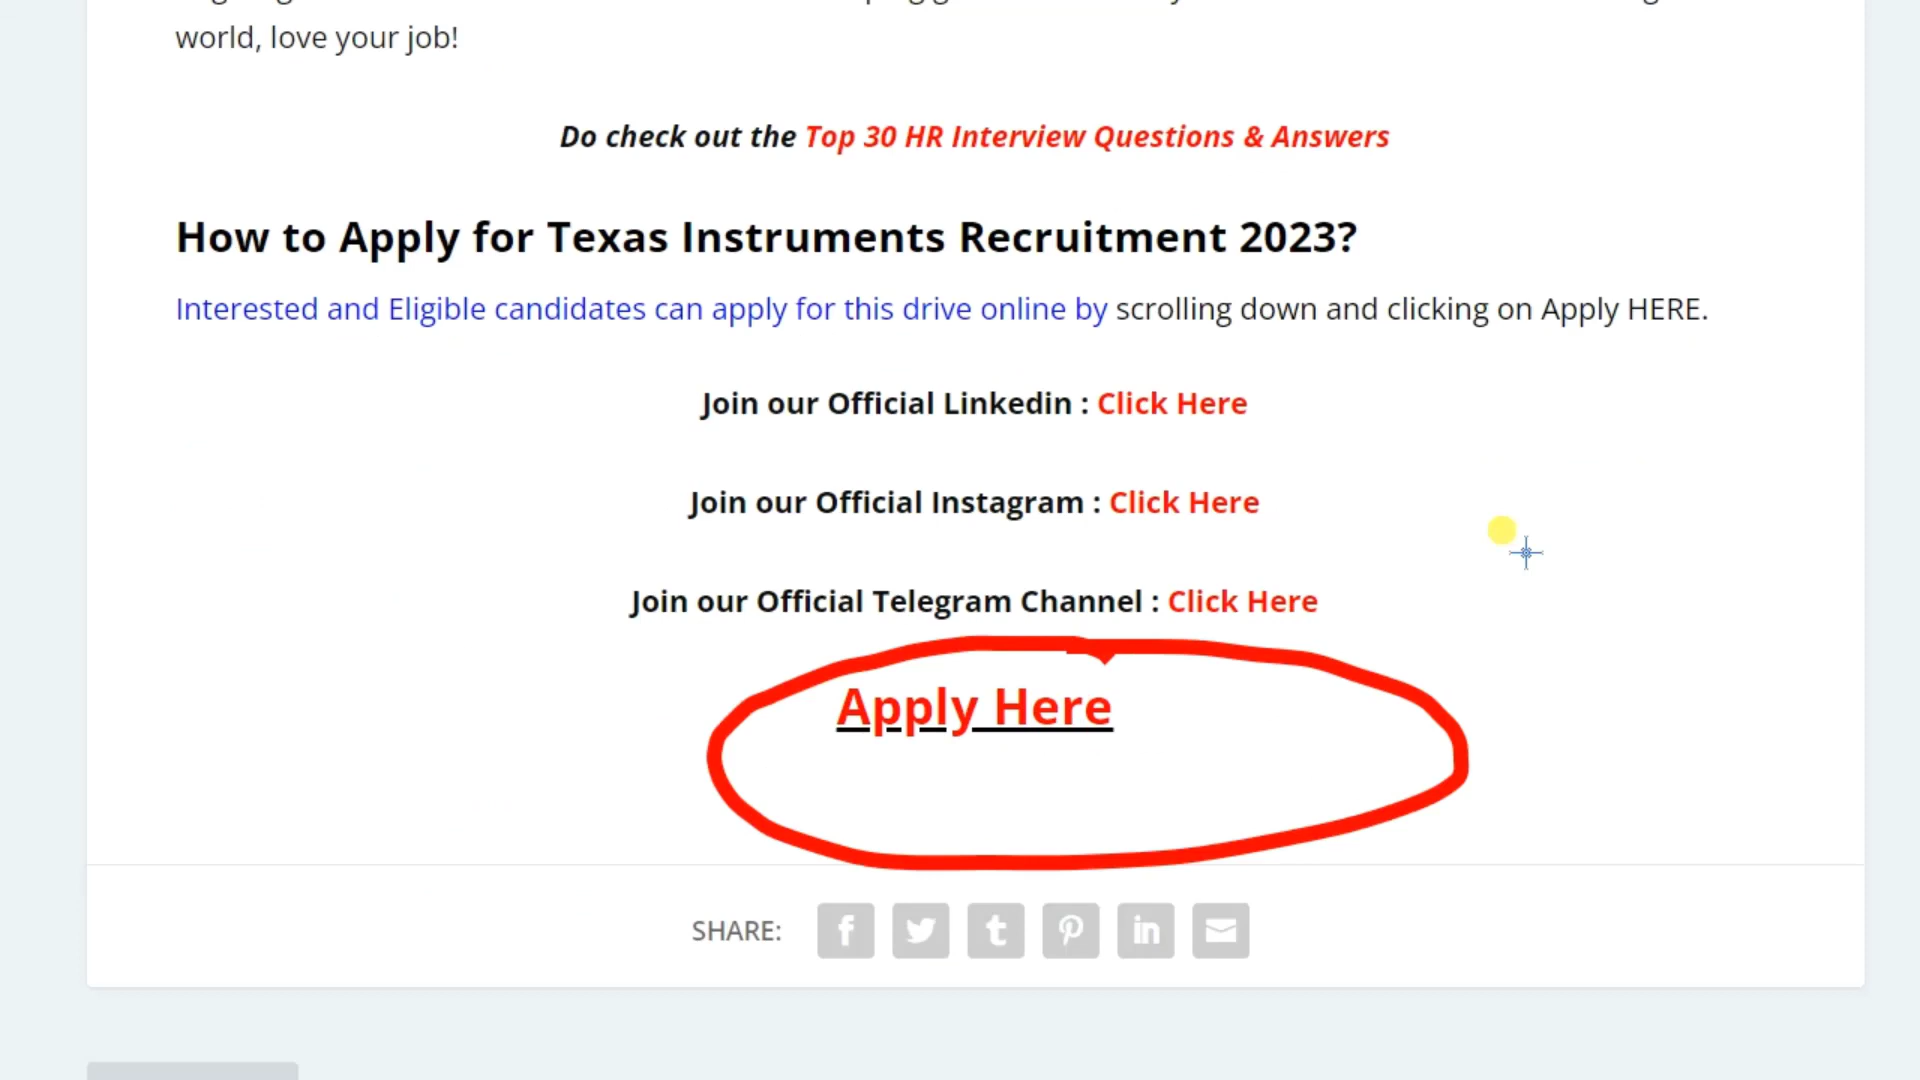 world, love your job!
Do check out the Top 30 HR Interview Questions & Answers
How to Apply for Texas Instruments Recruitment 2023?
Interested and Eligible candidates can apply for this drive online by scrolling down and clicking on Apply HERE.
Join our Official Linkedin : Click Here
Join our Official Instagram : Click Here
Join our Official Telegram Channel : Click Here
Apply Here
SHARE: